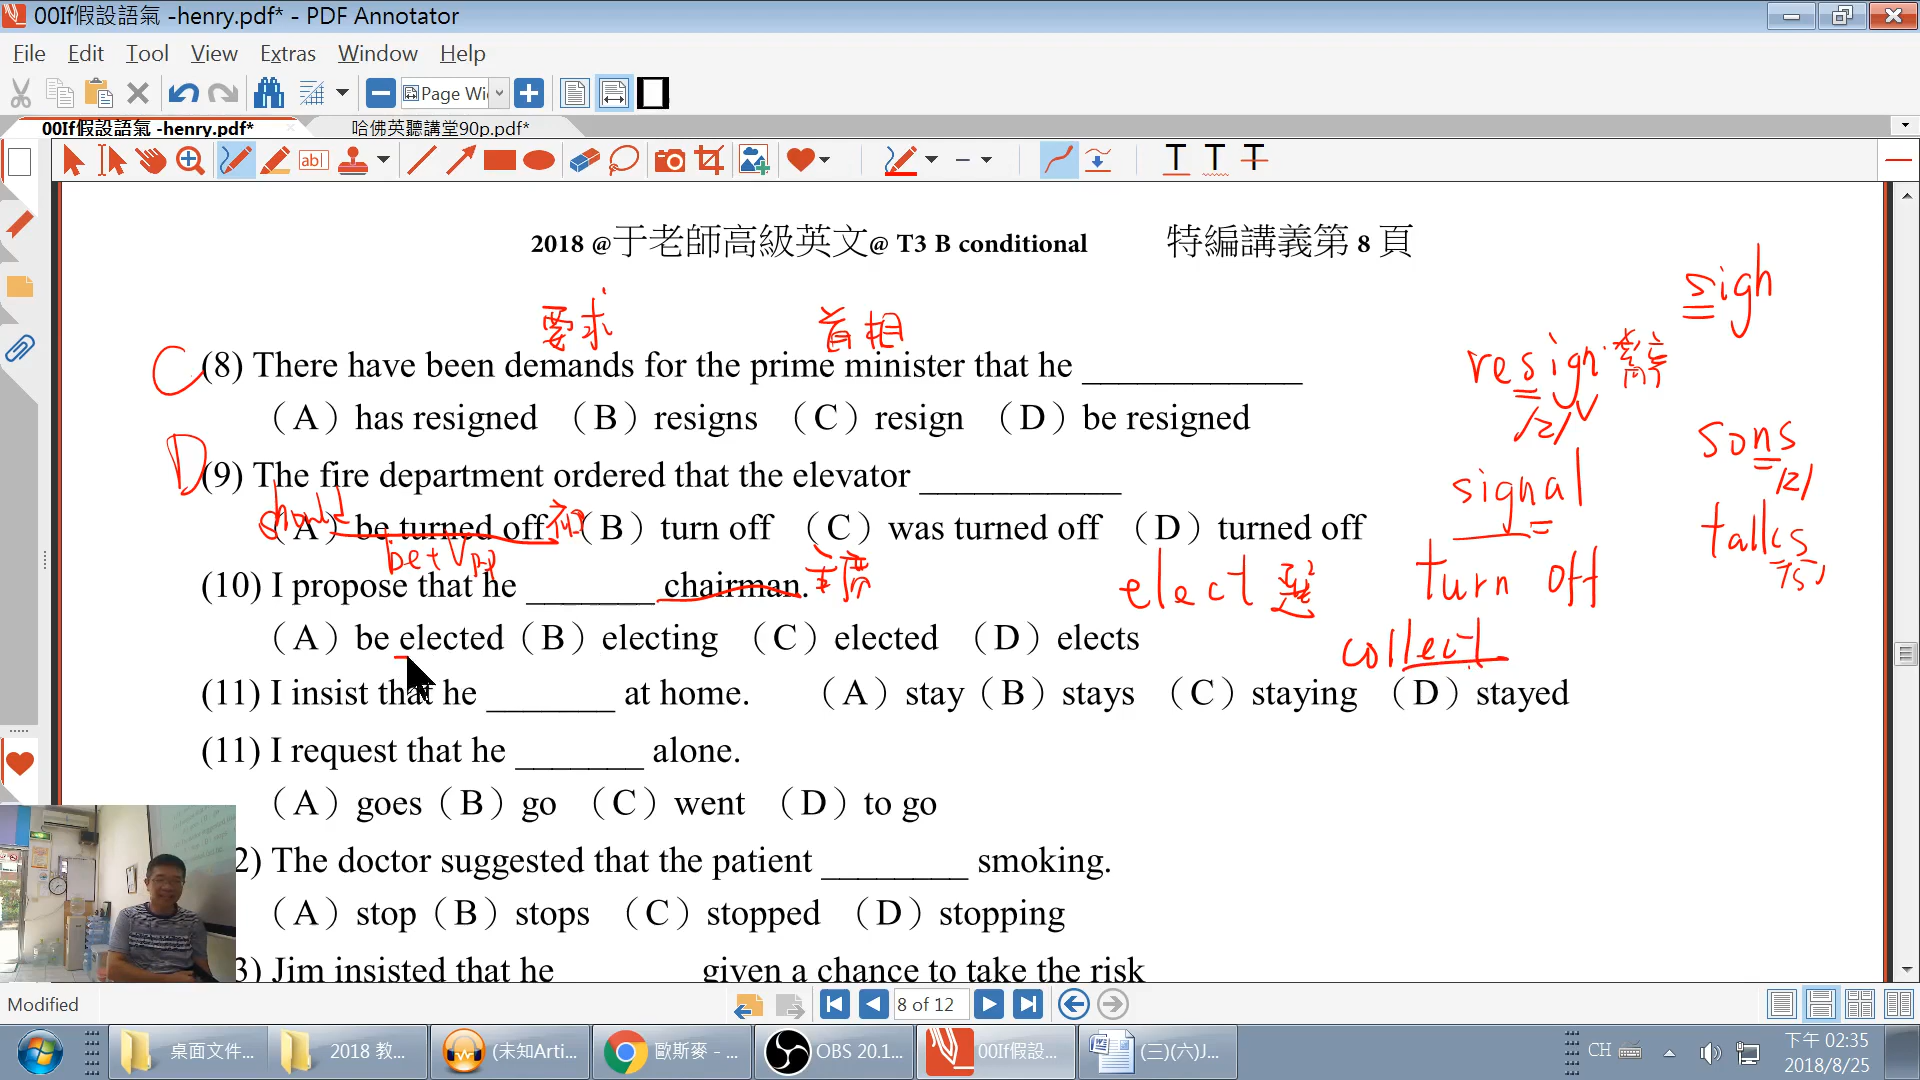 00If假設語氣 -henry.pdf* - PDF Annotator
File Edit Tool View Extras Window Help
Page Wi
00If假設語氣 -henry.pdf* 哈佛英聽講堂90p.pdf*
ab
T T T
2018 @于老師高級英文@ T3 B conditional 特編講義第 8 頁
sigh
要求 首相
resign 辭
C (8) There have been demands for the prime minister that he ____________
/z/ V
(A) has resigned (B) resigns (C) resign (D) be resigned
sons
/z/
D (9) The fire department ordered that the elevator ___________
signal
should
(A) be turned off (B) turn off (C) was turned off (D) turned off
talks
/s/
be + Vpp
主席
elect 選 turn off
(10) I propose that he _______ chairman.
(A) be elected (B) electing (C) elected (D) elects
collect
(11) I insist that he _______ at home. (A) stay (B) stays (C) staying (D) stayed
(11) I request that he _______ alone.
(A) goes (B) go (C) went (D) to go
2) The doctor suggested that the patient ________ smoking.
(A) stop (B) stops (C) stopped (D) stopping
3) Jim insisted that he ________ given a chance to take the risk
Modified
8 of 12
桌面文件... 2018 教... (未知Arti... 歐斯麥 - ... OBS 20.1... 00If假設... (三)(六)J...
CH
下午 02:35
2018/8/25